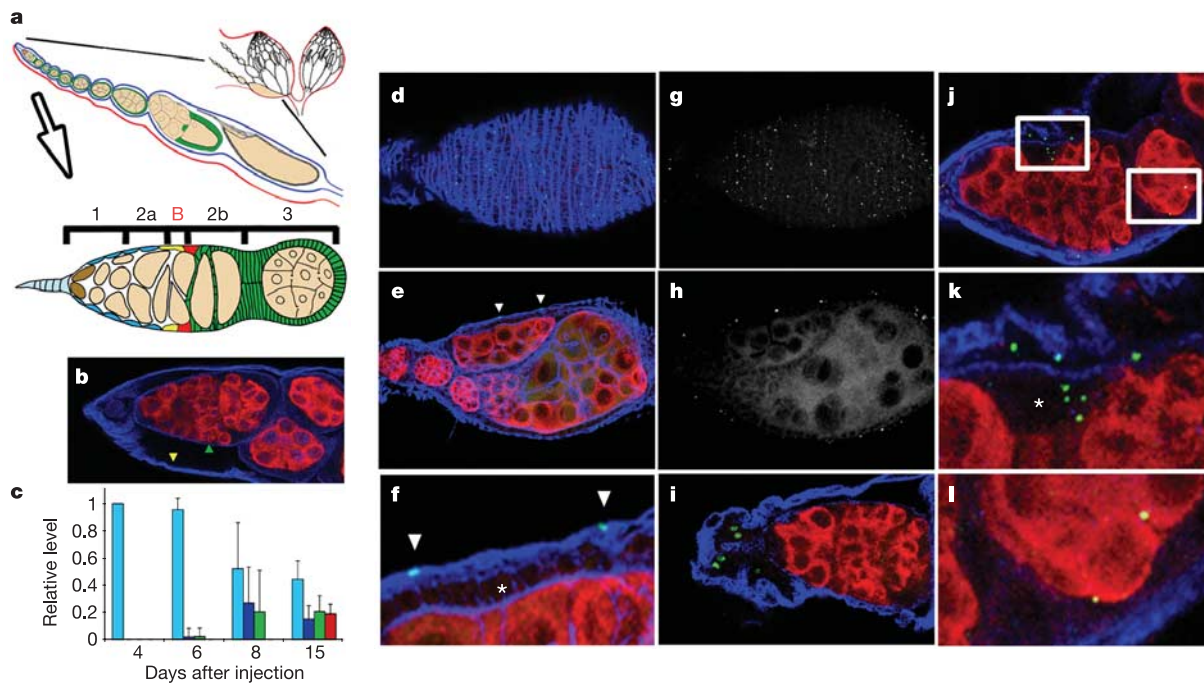 a
1 2a B 2b 3
b
c
Relative level
1
0.8
0.6
0.4
0.2
0
4 6 8 15
Days after injection
d
e
f
*
g
h
i
j
k
*
l